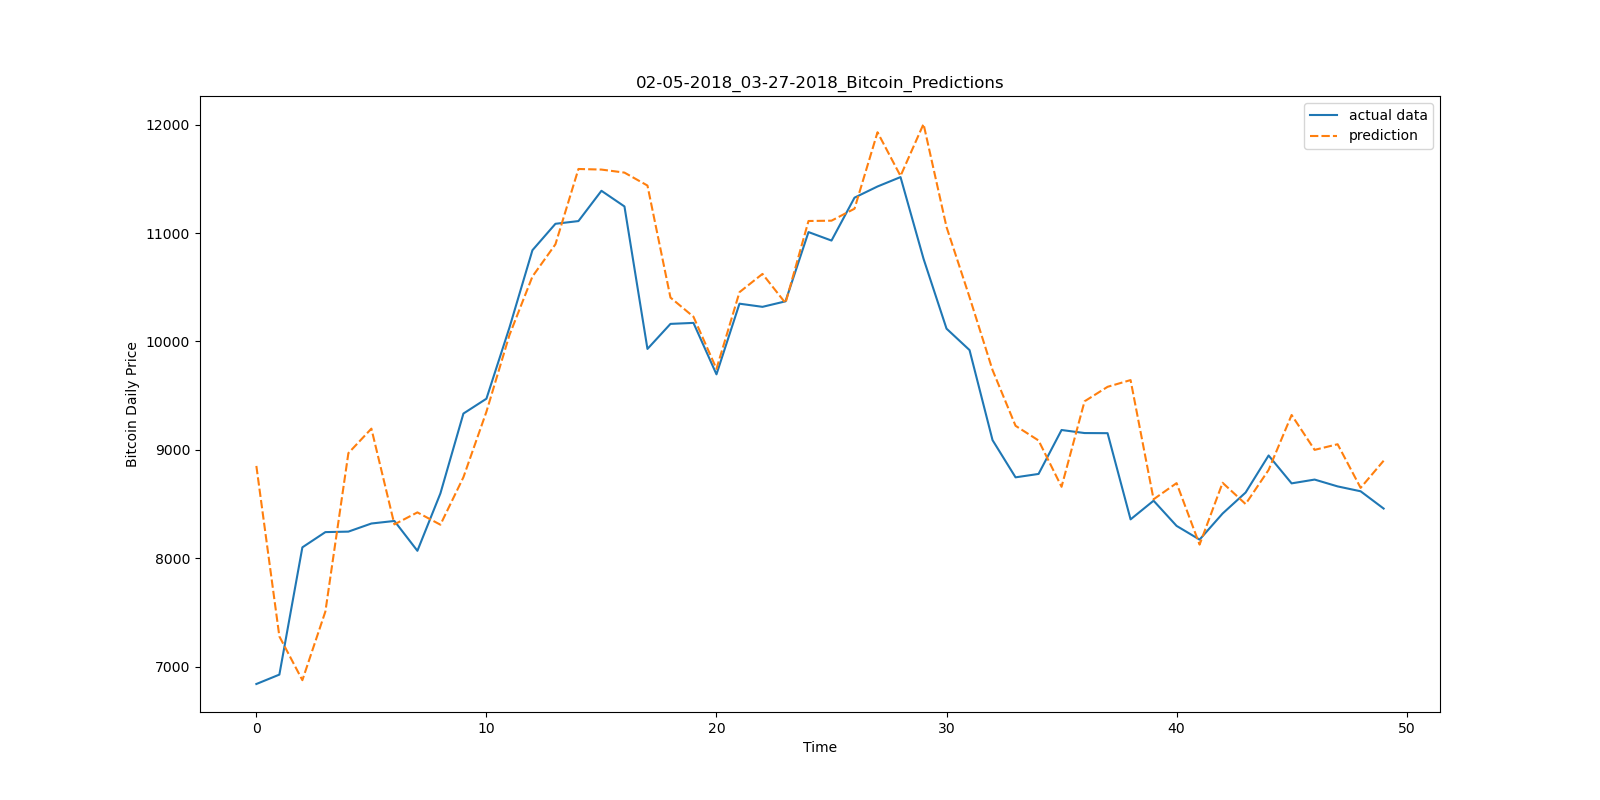 02-05-2018_03-27-2018_Bitcoin_Predictions
actual data
prediction
Bitcoin Daily Price
12000
11000
10000
9000
8000
7000
0 10 20 30 40 50
Time